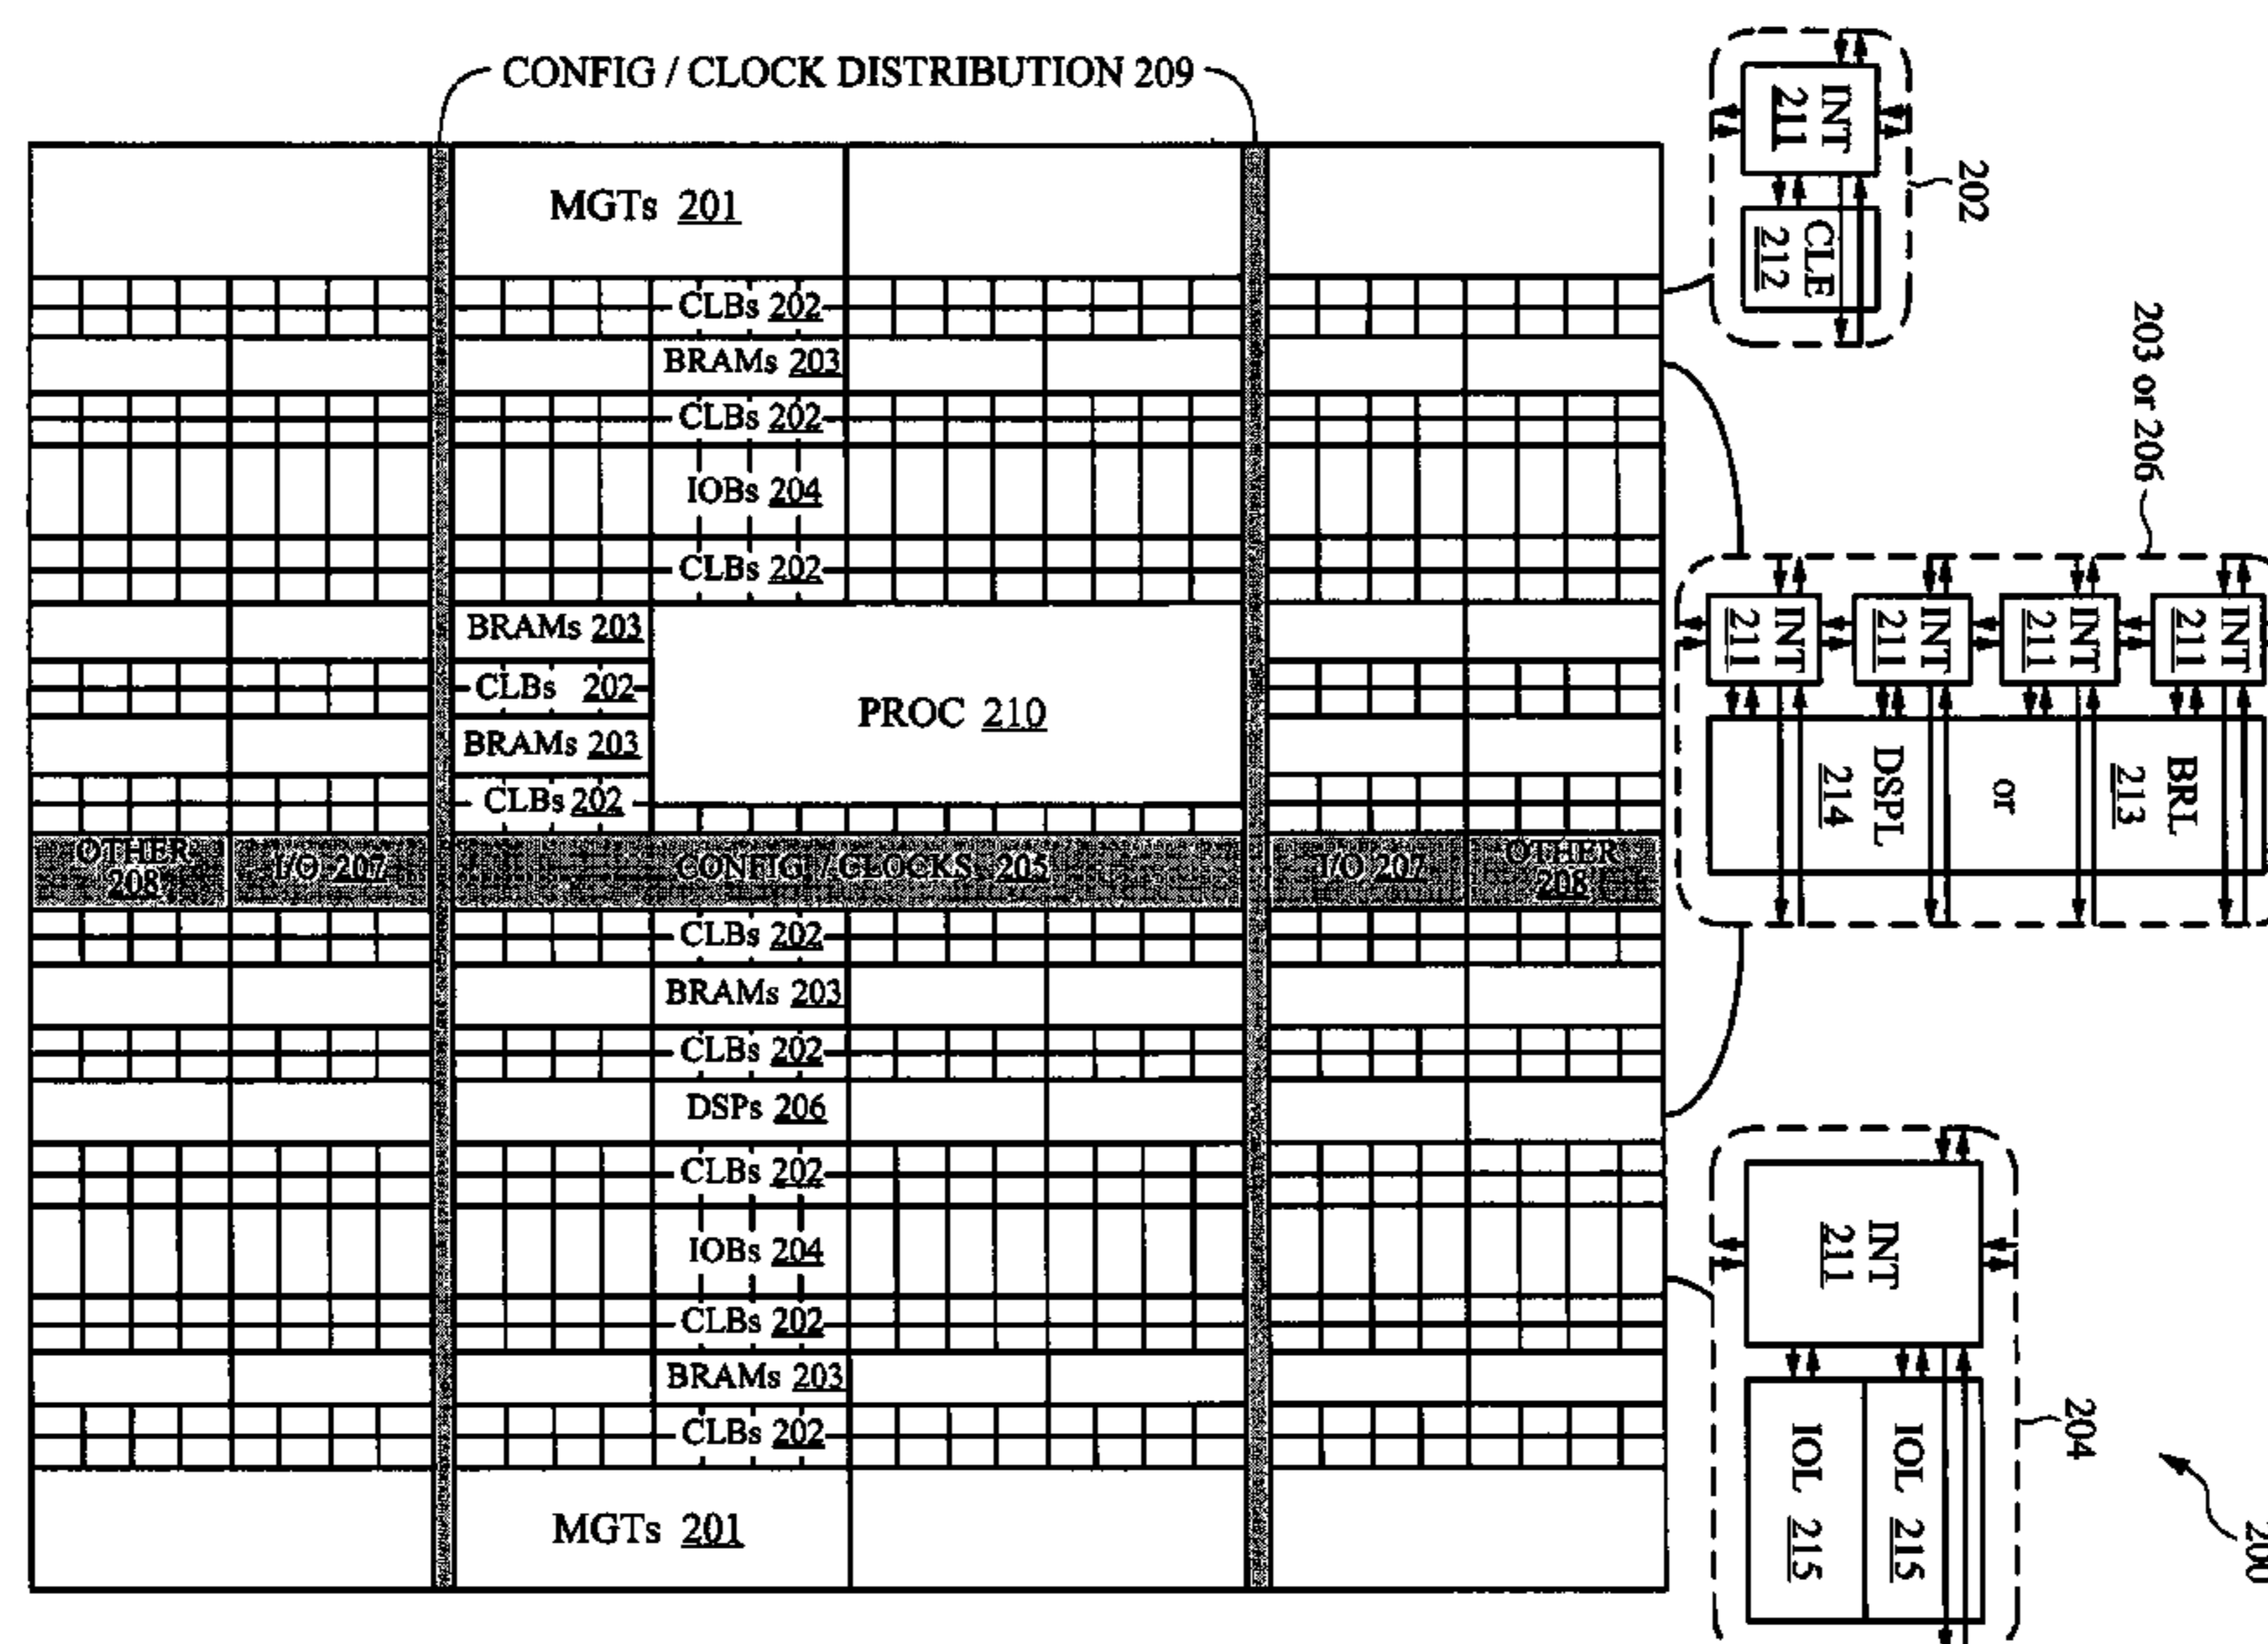 CONFIG / CLOCK DISTRIBUTION 209
MGTs 201
CLBs 202
BRAMs 203
CLBs 202
IOBs 204
CLBs 202
BRAMs 203
CLBs 202
BRAMs 203
CLBs 202
PROC 210
OTHER
208
I/O 207
CONFIG / CLOCKS 205
I/O 207
OTHER
208
CLBs 202
BRAMs 203
CLBs 202
DSPs 206
CLBs 202
IOBs 204
CLBs 202
BRAMs 203
CLBs 202
MGTs 201
INT
211
CLE
212
202
203 or 206
INT
211
INT
211
INT
211
INT
211
DSPL
214
or
BRL
213
INT
211
IOL 215
IOL 215
204
200